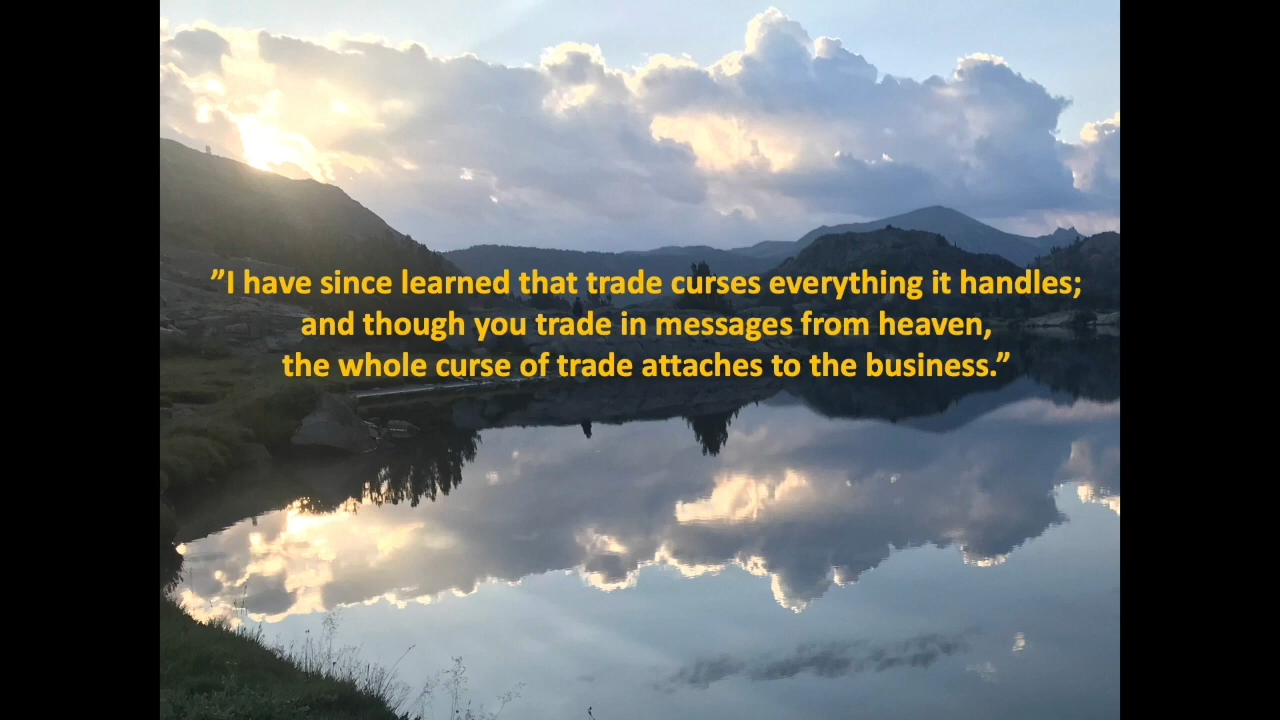 ”I have since learned that trade curses everything it handles;
and though you trade in messages from heaven,
the whole curse of trade attaches to the business.”